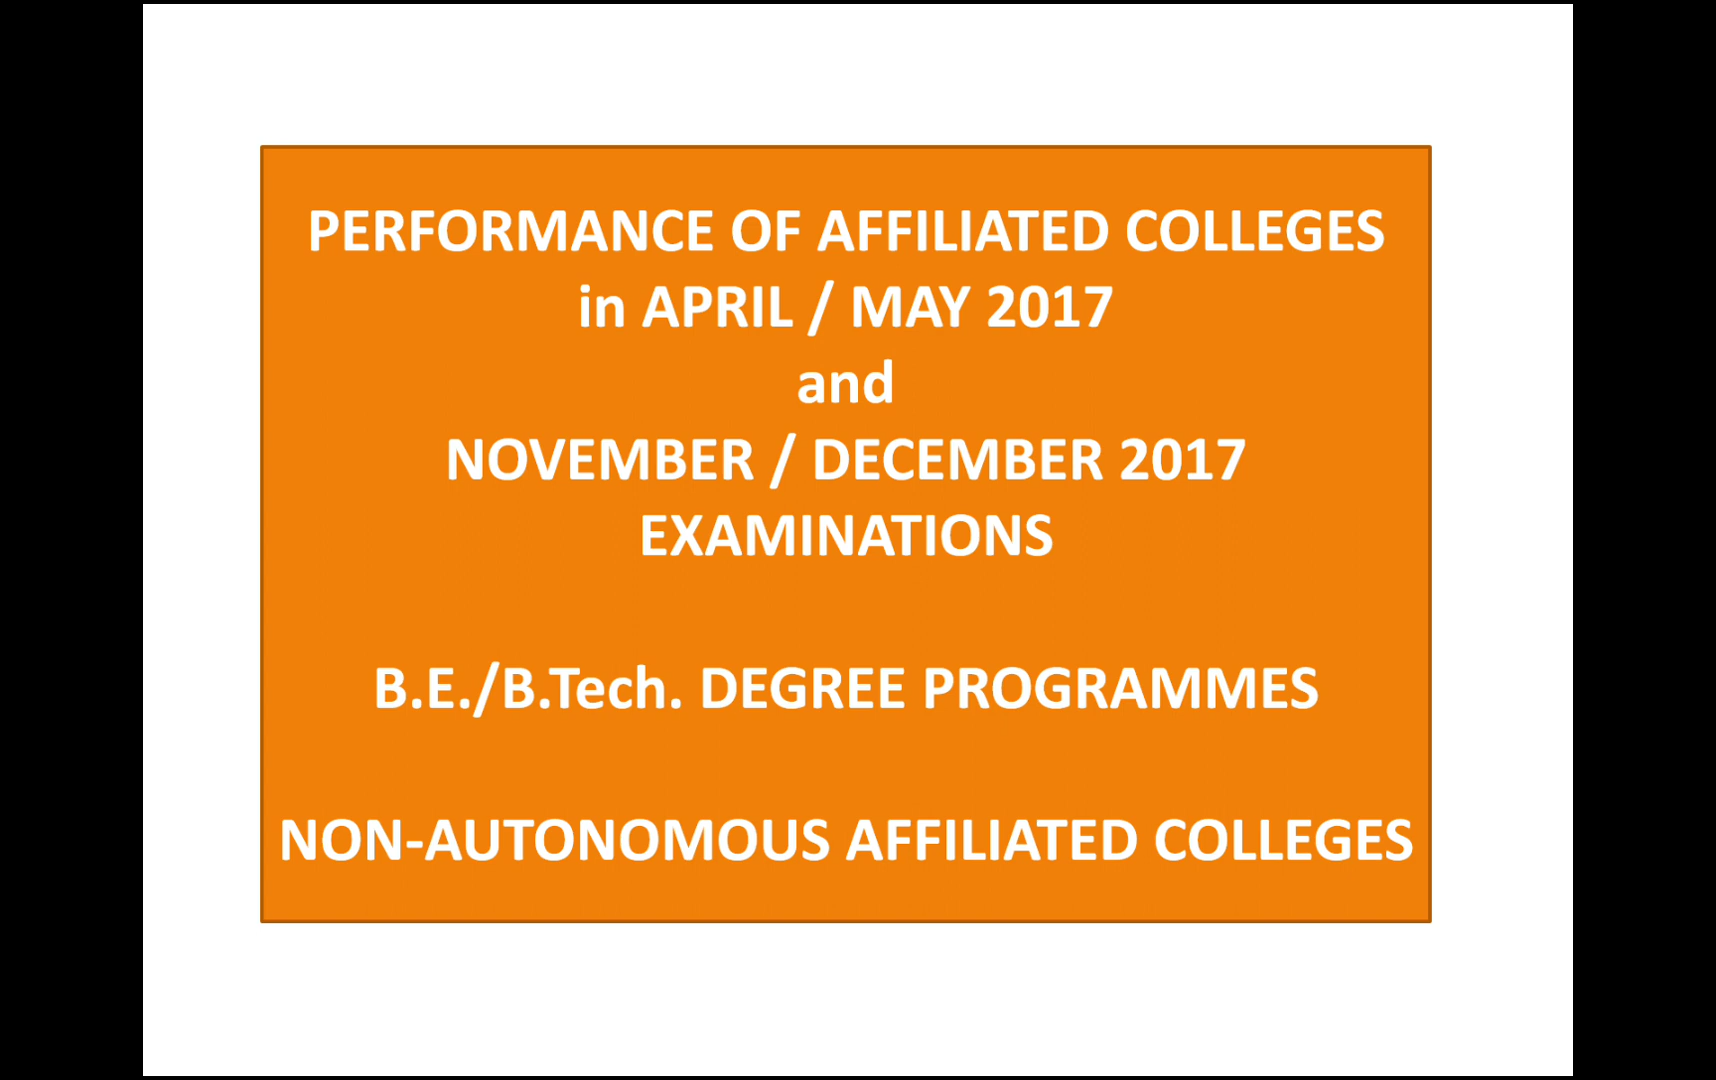 PERFORMANCE OF AFFILIATED COLLEGES
in APRIL / MAY 2017
and
NOVEMBER / DECEMBER 2017
EXAMINATIONS
B.E./B.Tech. DEGREE PROGRAMMES
NON-AUTONOMOUS AFFILIATED COLLEGES